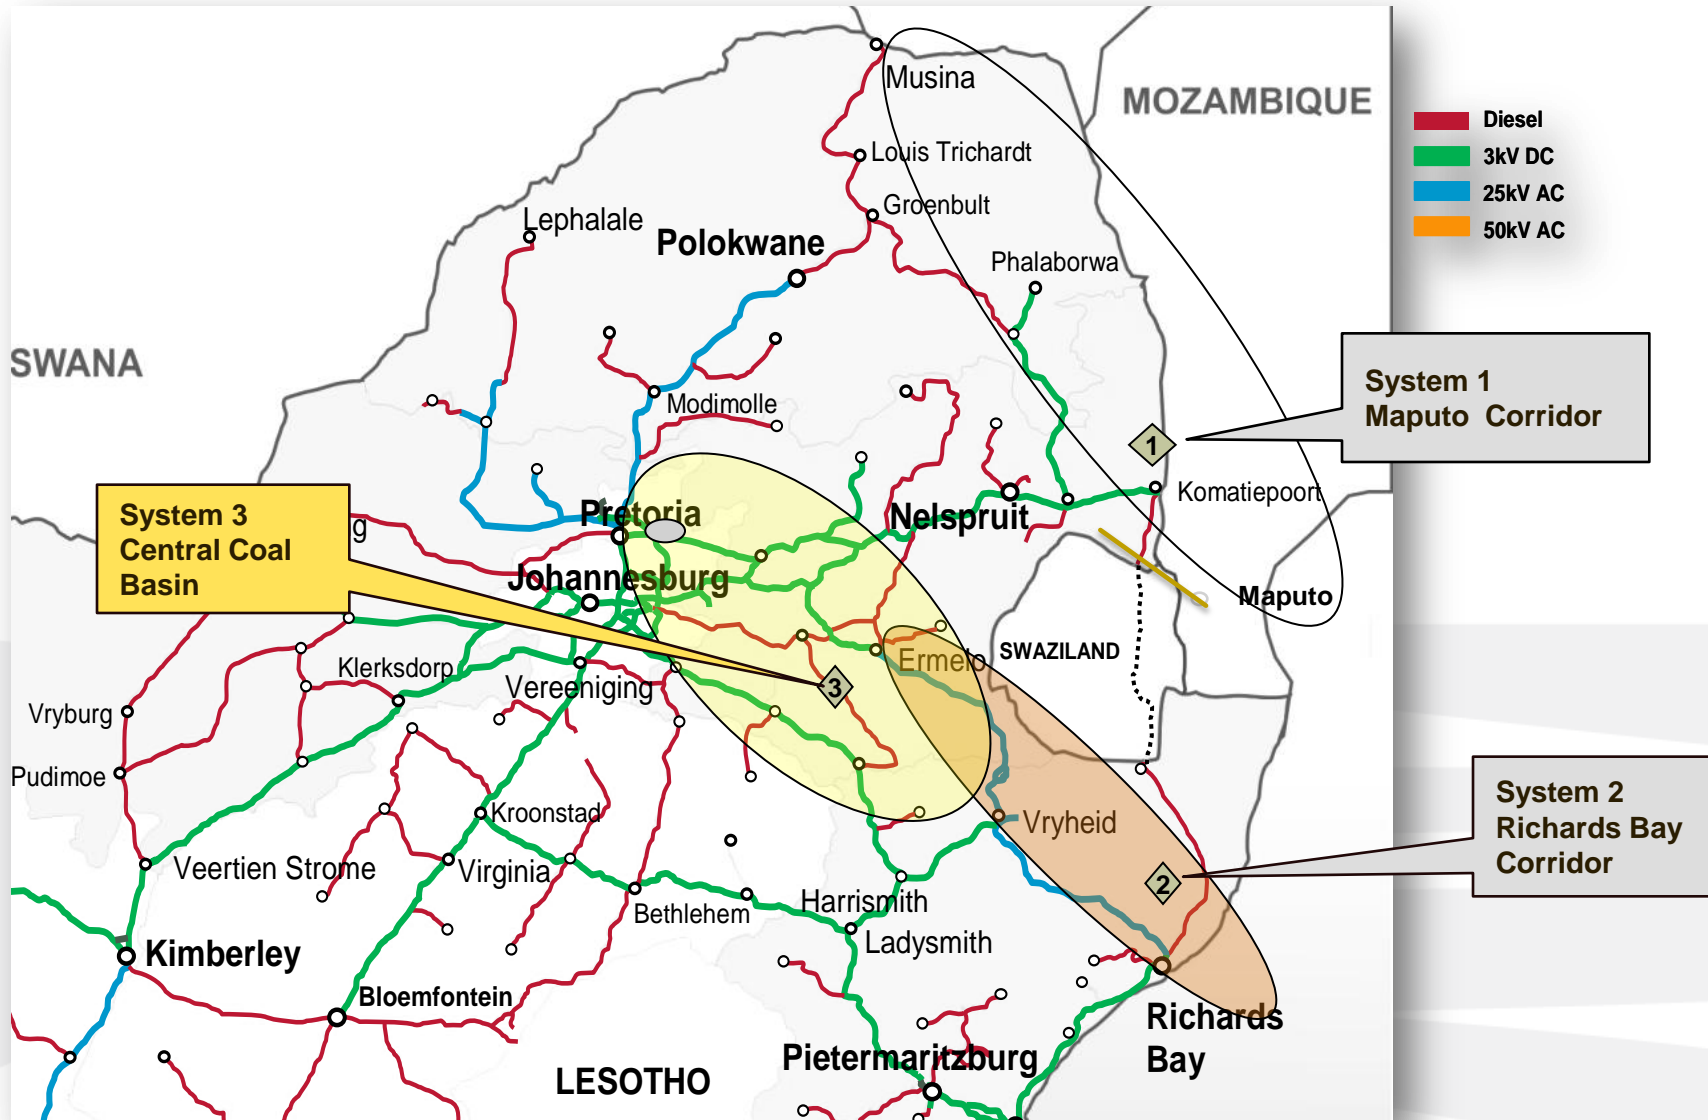 Musina
MOZAMBIQUE
Diesel
3kV DC
25kV AC
50kV AC
Louis Trichardt
Groenbult
Lephalale
Polokwane
Phalaborwa
SWANA
System 1
Maputo Corridor
Modimolle
1
Komatiepoort
System 3
Central Coal
Basin
g
Pretoria
Nelspruit
Johannesburg
Maputo
Ermelo
SWAZILAND
Klerksdorp
Vereeniging
3
Vryburg
Pudimoe
System 2
Richards Bay
Corridor
Kroonstad
Vryheid
Veertien Strome
Virginia
2
Bethlehem
Harrismith
Ladysmith
Kimberley
Bloemfontein
Richards
Bay
Pietermaritzburg
LESOTHO